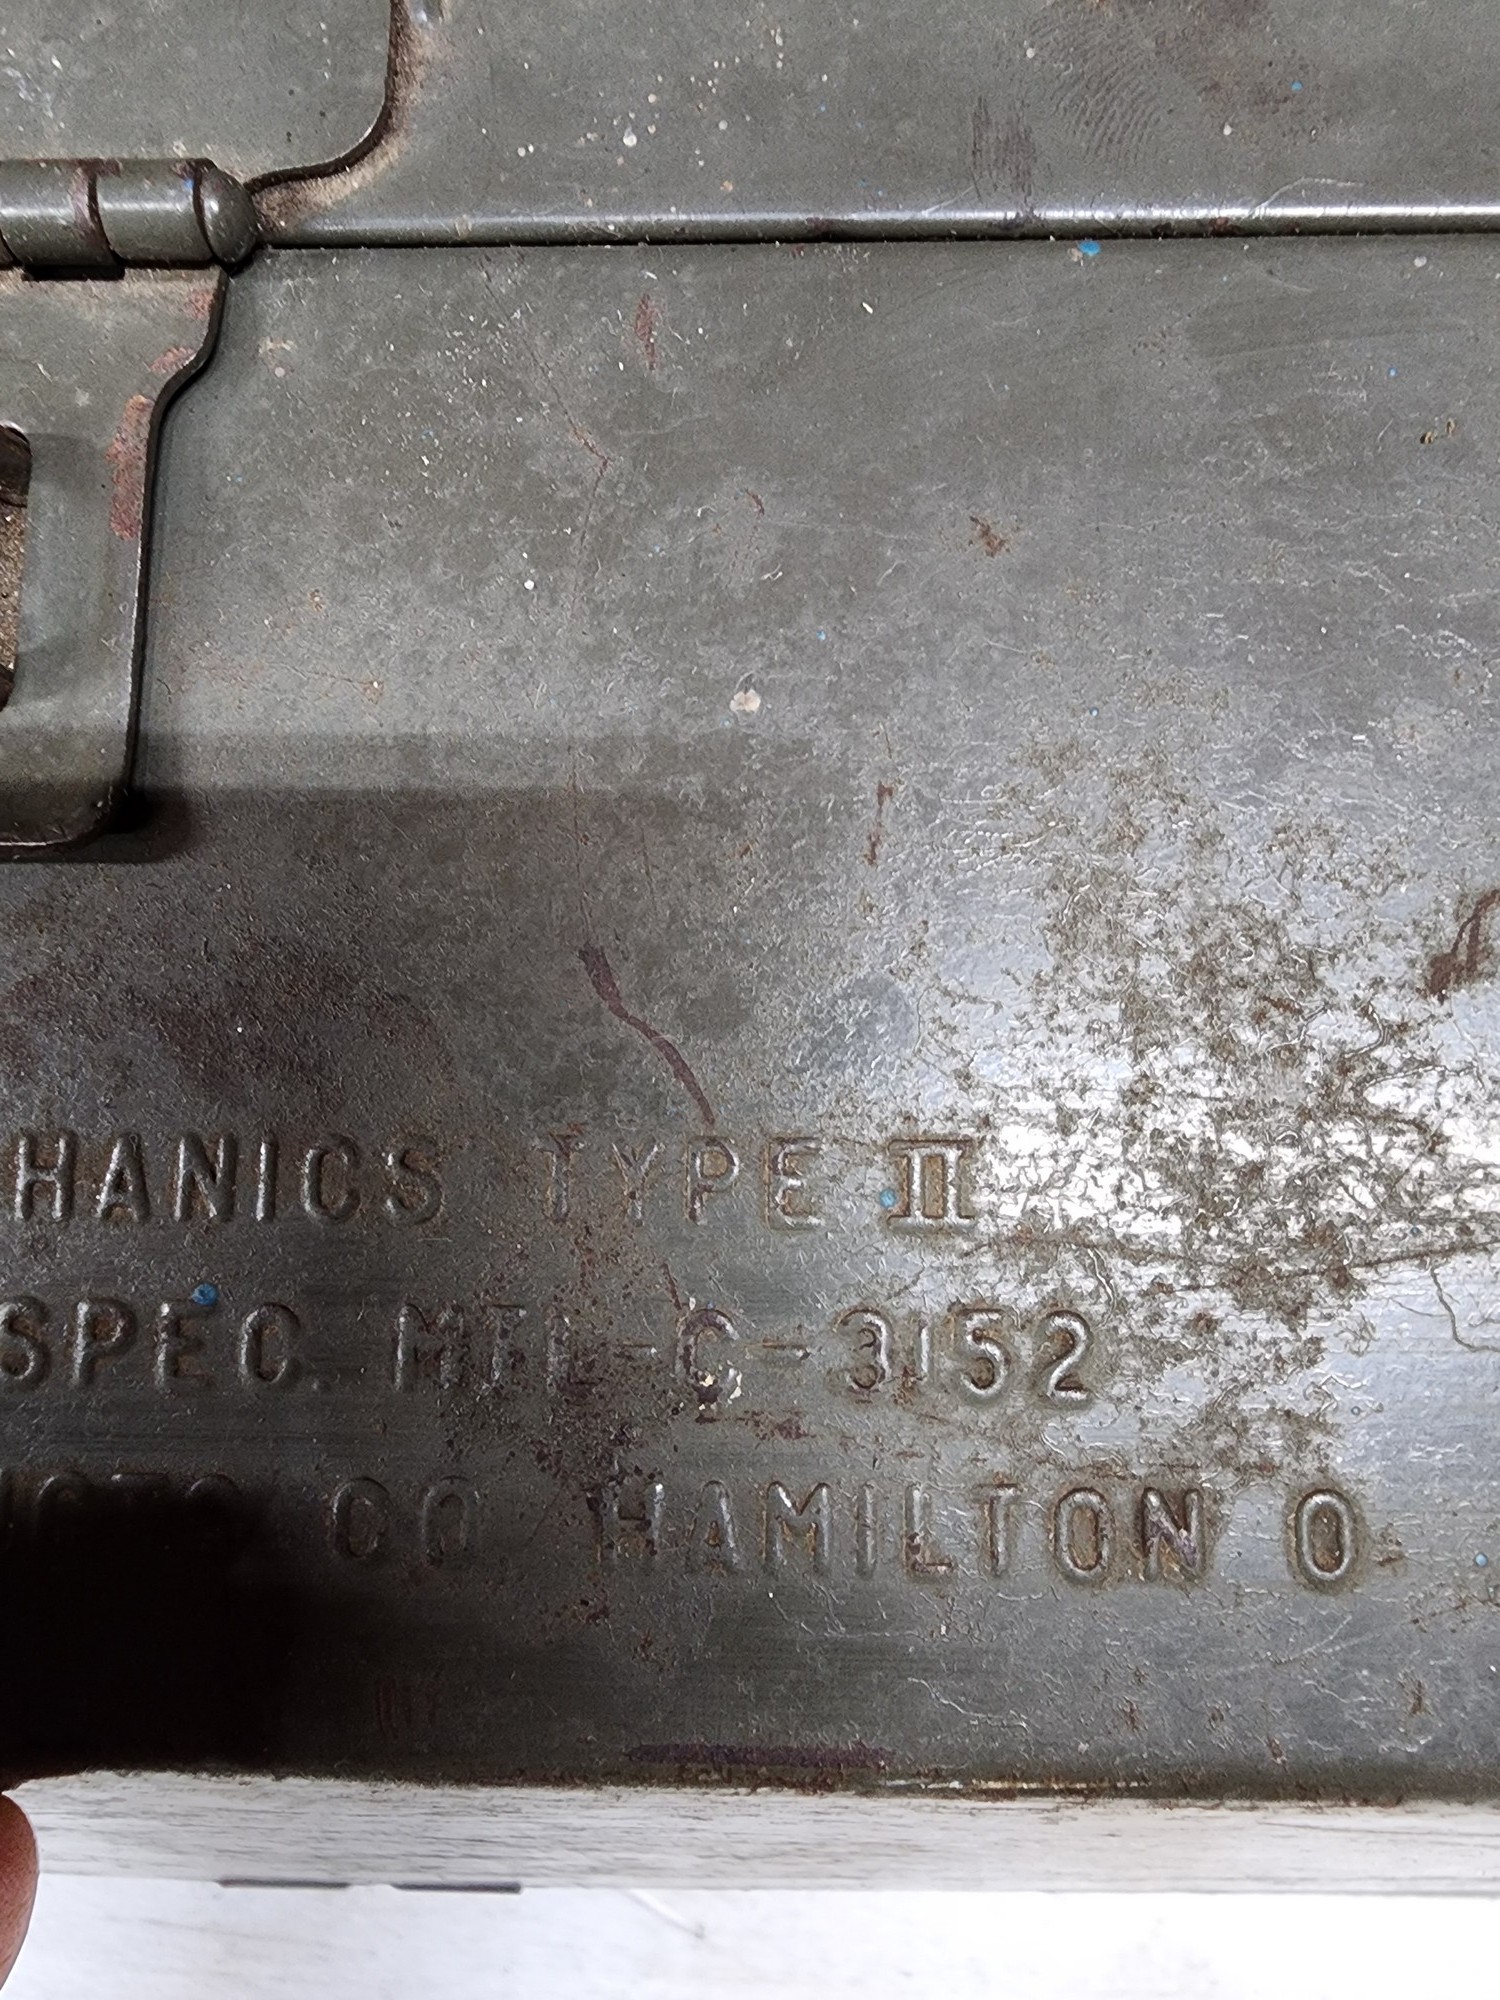 HANICS TYPE II
SPEC. MIL-C-3152
CO HAMILTON O